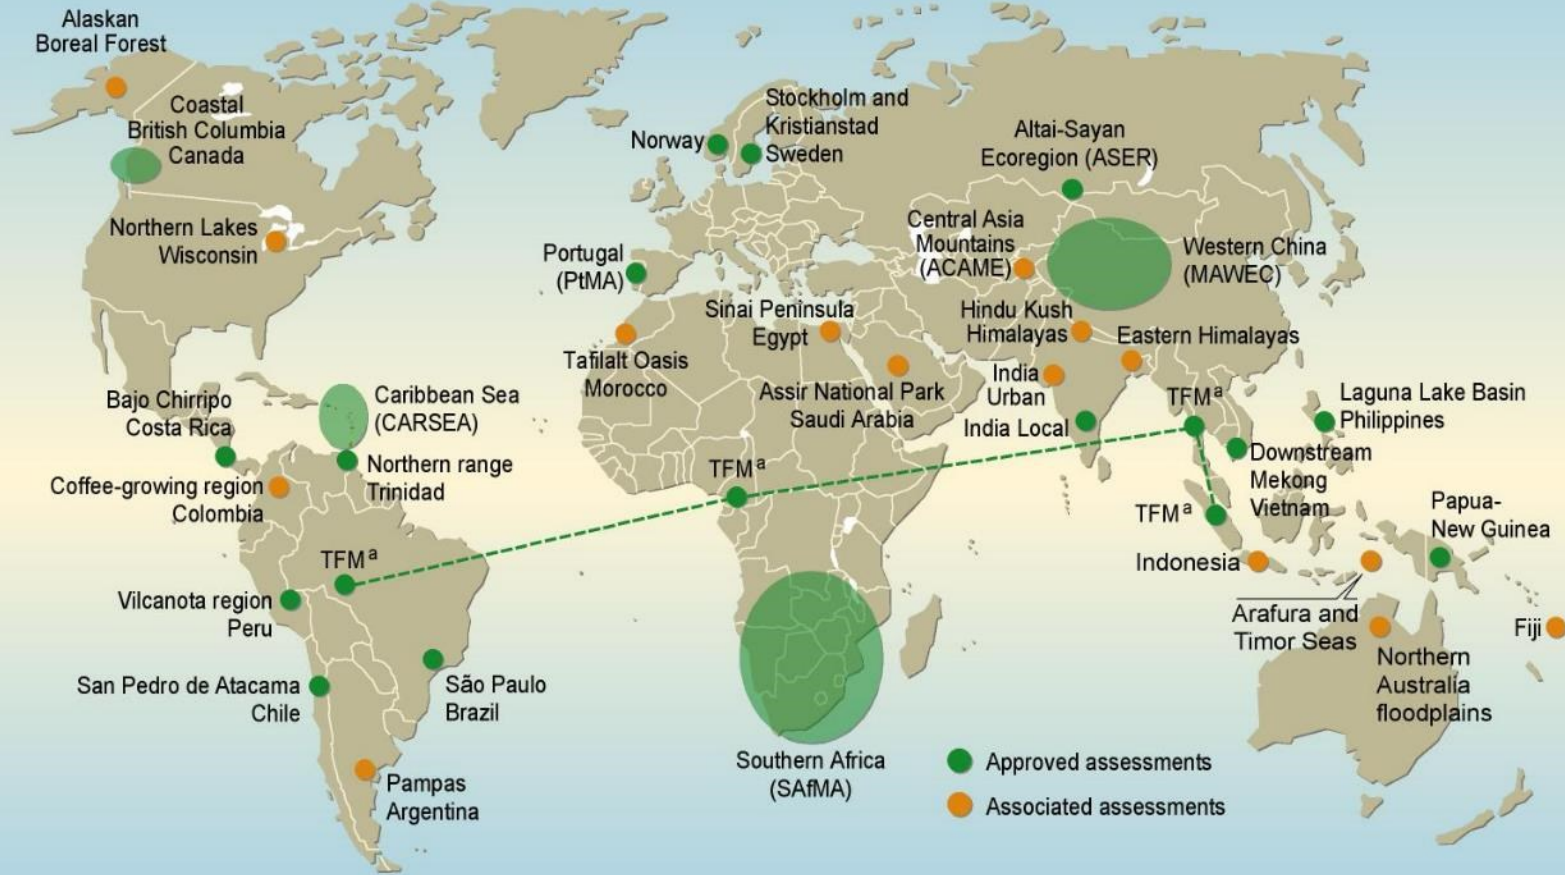 Alaskan
Boreal Forest
Coastal
British Columbia
Canada
Northern Lakes
Wisconsin
Norway
Stockholm and
Kristianstad
Sweden
Altai-Sayan
Ecoregion (ASER)
Central Asia
Mountains
(ACAME)
Western China
(MAWEC)
Portugal
(PtMA)
Sinai Peninsula
Egypt
Hindu Kush
Himalayas
Eastern Himalayas
Tafilalt Oasis
Morocco
Assir National Park
Saudi Arabia
India
Urban
India Local
TFM a
Laguna Lake Basin
Philippines
Bajo Chirripo
Costa Rica
Caribbean Sea
(CARSEA)
Northern range
Trinidad
Coffee-growing region
Colombia
TFM a
Downstream
Mekong
Vietnam
TFM a
Papua-
New Guinea
Indonesia
TFM a
Vilcanota region
Peru
Arafura and
Timor Seas
Fiji
Northern
Australia
floodplains
San Pedro de Atacama
Chile
São Paulo
Brazil
Southern Africa
(SAfMA)
Pampas
Argentina
Approved assessments
Associated assessments